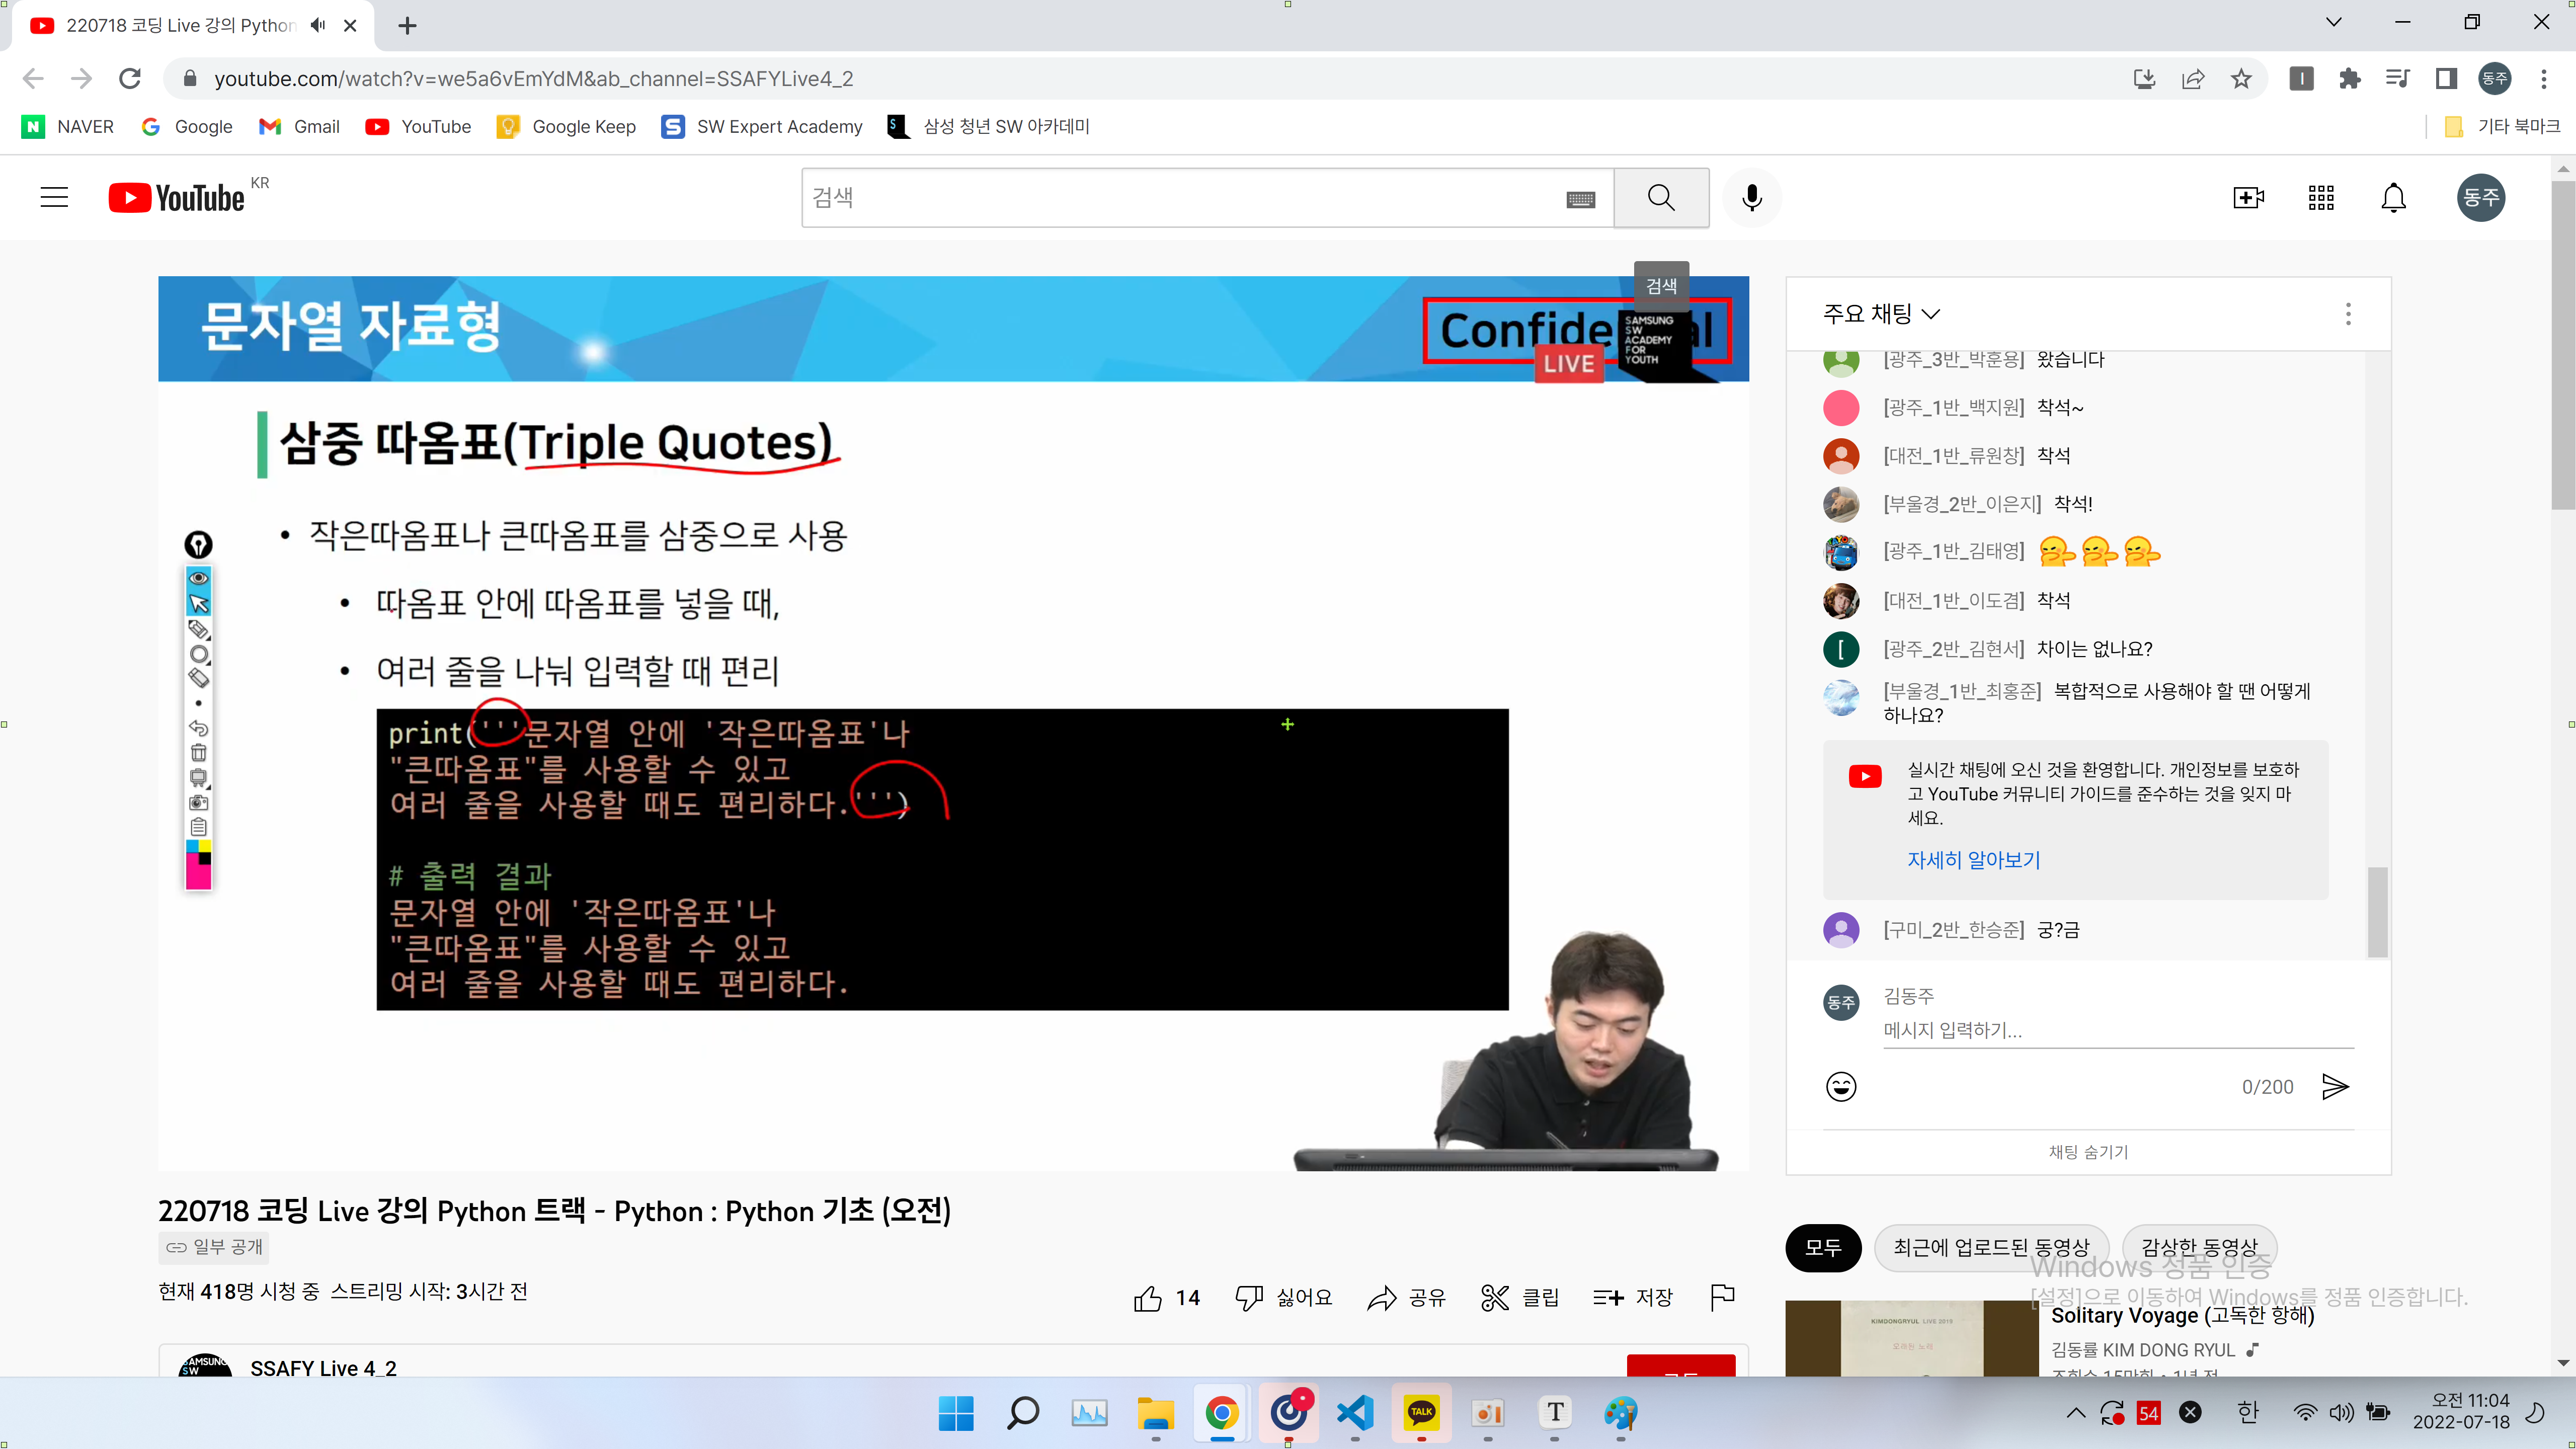 220718 코딩 Live 강의 Python
youtube.com/watch?v=we5a6vEmYdM&ab_channel=SSAFYLive4_2
동주
NAVER
Google
Gmail
YouTube
Google Keep
SW Expert Academy
삼성 청년 SW 아카데미
기타 북마크
YouTube KR
검색
동주
문자열 자료형
검색
LIVE
SAMSUNG
SW
ACADEMY
FOR
YOUTH
삼중 따옴표(Triple Quotes)
• 작은따옴표나 큰따옴표를 삼중으로 사용
• 따옴표 안에 따옴표를 넣을 때,
• 여러 줄을 나눠 입력할 때 편리
print('''문자열 안에 '작은따옴표'나
"큰따옴표"를 사용할 수 있고
여러 줄을 사용할 때도 편리하다.''')
# 출력 결과
문자열 안에 '작은따옴표'나
"큰따옴표"를 사용할 수 있고
여러 줄을 사용할 때도 편리하다.
주요 채팅
[광주_3반_박훈용] 왔습니다
[광주_1반_백지원] 착석~
[대전_1반_류원창] 착석
[부울경_2반_이은지] 착석!
[광주_1반_김태영]
[대전_1반_이도겸] 착석
[광주_2반_김현서] 차이는 없나요?
[부울경_1반_최홍준] 복합적으로 사용해야 할 땐 어떻게
하나요?
실시간 채팅에 오신 것을 환영합니다. 개인정보를 보호하
고 YouTube 커뮤니티 가이드를 준수하는 것을 잊지 마
세요.
자세히 알아보기
[구미_2반_한승준] 궁?금
동주
김동주
메시지 입력하기...
0/200
채팅 숨기기
220718 코딩 Live 강의 Python 트랙 - Python : Python 기초 (오전)
일부 공개
현재 418명 시청 중 스트리밍 시작: 3시간 전
14
싫어요
공유
클립
저장
SSAFY Live 4_2
모두
최근에 업로드된 동영상
감상한 동영상
Windows 정품 인증
[설정]으로 이동하여 Windows를 정품 인증합니다.
KIMDONGRYUL LIVE 2019
오래된 노래
Solitary Voyage (고독한 항해)
김동률 KIM DONG RYUL
TALK
T
54
한
오전 11:04
2022-07-18